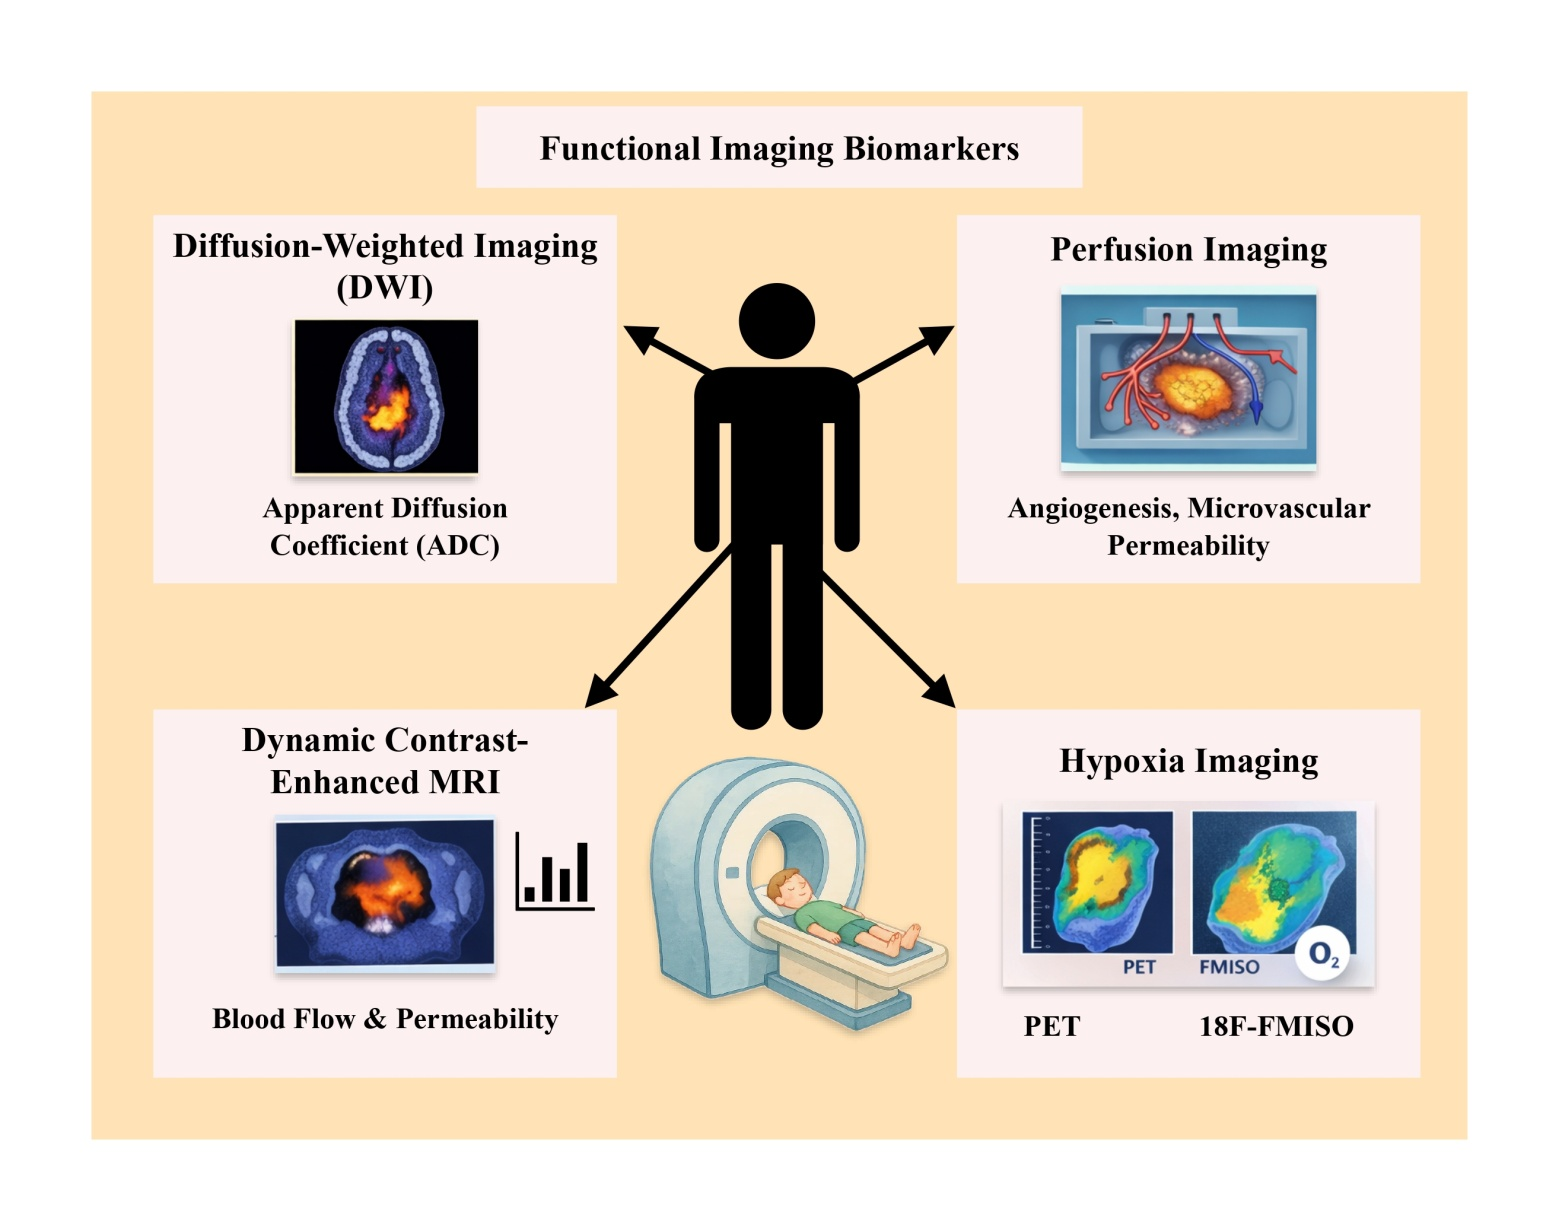 Functional Imaging Biomarkers
Diffusion-Weighted Imaging
(DWI)
Apparent Diffusion
Coefficient (ADC)
Perfusion Imaging
Angiogenesis, Microvascular
Permeability
Dynamic Contrast-
Enhanced MRI
Blood Flow & Permeability
Hypoxia Imaging
PET
FMISO
O₂
PET
18F-FMISO